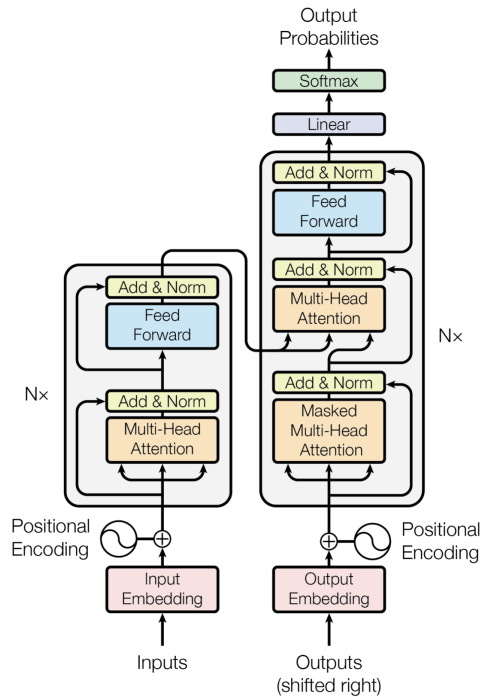 Output
Probabilities
Softmax
Linear
Add & Norm
Feed
Forward
Add & Norm
Multi-Head
Attention
Add & Norm
Masked
Multi-Head
Attention
N×
Add & Norm
Feed
Forward
Add & Norm
Multi-Head
Attention
N×
Positional
Encoding
Positional
Encoding
Input
Embedding
Output
Embedding
Inputs
Outputs
(shifted right)